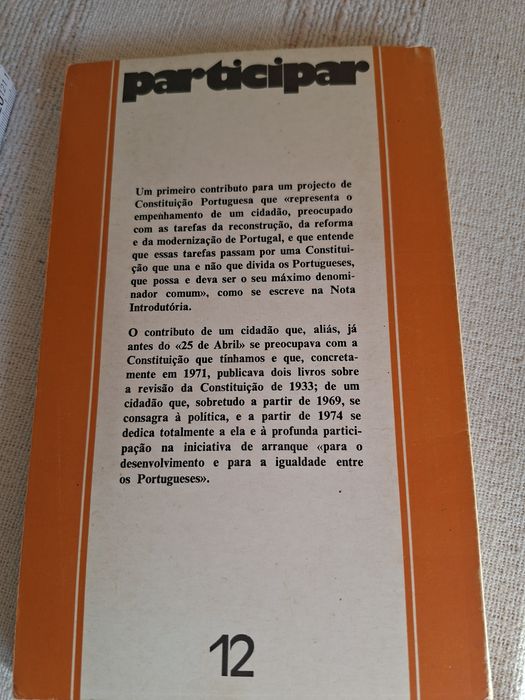 participar
Um primeiro contributo para um projecto de
Constituição Portuguesa que «representa o
empenhamento de um cidadão, preocupado
com as tarefas da reconstrução, da reforma
e da modernização de Portugal, e que entende
que essas tarefas passam por uma Constitui-
ção que una e não que divida os Portugueses,
que possa e deva ser o seu máximo denomi-
nador comum», como se escreve na Nota
Introdutória.
O contributo de um cidadão que, aliás, já
antes do «25 de Abril» se preocupava com a
Constituição que tínhamos e que, concreta-
mente em 1971, publicava dois livros sobre
a revisão da Constituição de 1933; de um
cidadão que, sobretudo a partir de 1969, se
consagra à política, e a partir de 1974 se
dedica totalmente a ela e à profunda partici-
pação na iniciativa de arranque «para o
desenvolvimento e para a igualdade entre
os Portugueses».
12